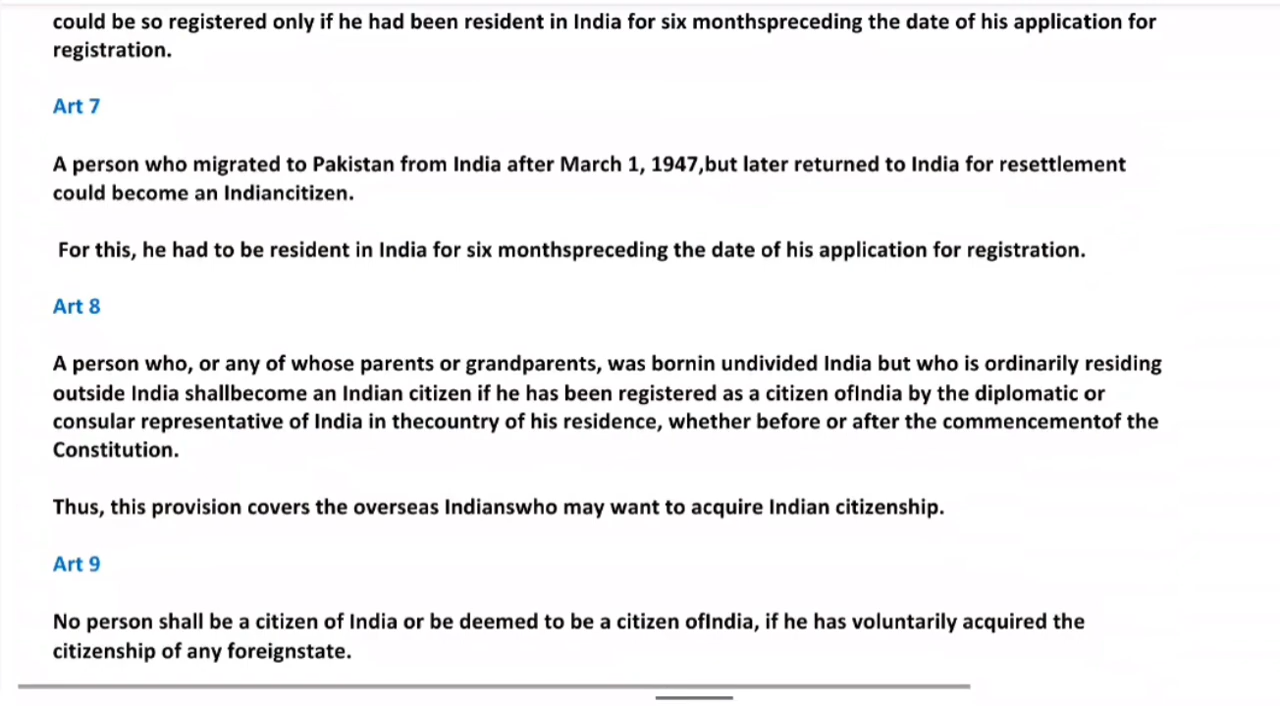 could be so registered only if he had been resident in India for six monthspreceding the date of his application for
registration.
Art 7
A person who migrated to Pakistan from India after March 1, 1947,but later returned to India for resettlement
could become an Indiancitizen.
For this, he had to be resident in India for six monthspreceding the date of his application for registration.
Art 8
A person who, or any of whose parents or grandparents, was bornin undivided India but who is ordinarily residing
outside India shallbecome an Indian citizen if he has been registered as a citizen ofIndia by the diplomatic or
consular representative of India in thecountry of his residence, whether before or after the commencementof the
Constitution.
Thus, this provision covers the overseas Indianswho may want to acquire Indian citizenship.
Art 9
No person shall be a citizen of India or be deemed to be a citizen ofIndia, if he has voluntarily acquired the
citizenship of any foreignstate.